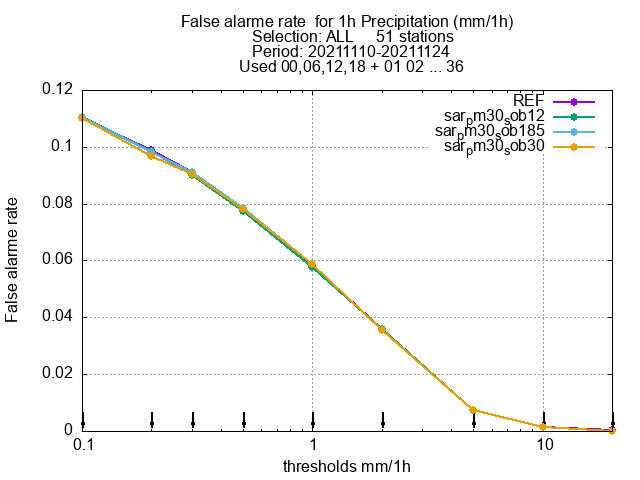 False alarme rate  for 1h Precipitation (mm/1h)
Selection: ALL     51 stations
Period: 20211110-20211124
Used 00,06,12,18 + 01 02 ... 36
REF
sar_pm30_sob12
sar_pm30_sob185
sar_pm30_sob30
0.12
0.1
0.08
0.06
0.04
0.02
0
False alarme rate
0.1
1
10
thresholds mm/1h